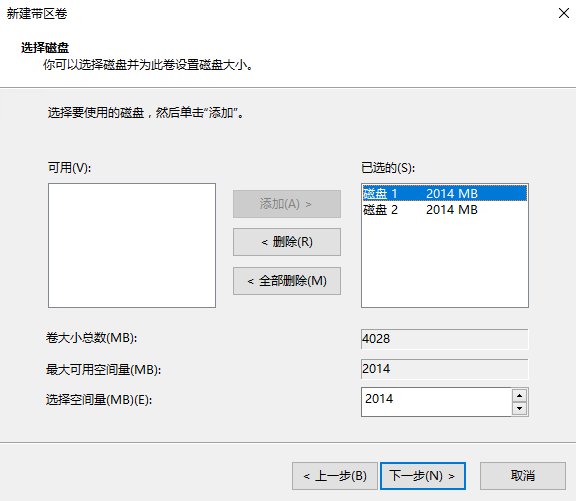 新建带区卷
选择磁盘
你可以选择磁盘并为此卷设置磁盘大小。
选择要使用的磁盘，然后单击“添加”。
可用(V):
已选的(S):
添加(A) >
< 删除(R)
< 全部删除(M)
磁盘 1 2014 MB
磁盘 2 2014 MB
卷大小总数(MB): 4028
最大可用空间量(MB): 2014
选择空间量(MB)(E): 2014
< 上一步(B) 下一步(N) > 取消